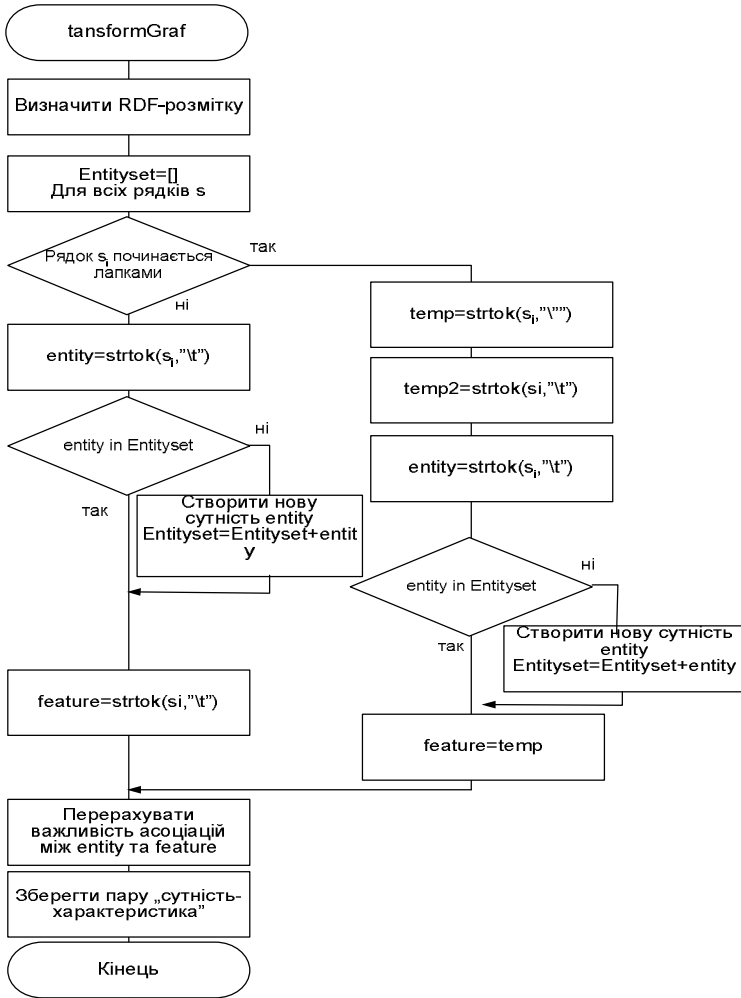 tansformGraf
Визначити RDF-розмітку
Entityset=[]
Для всіх рядків s
Рядок si починається
лапками
так
ні
entity=strtok(si,”\t”)
entity in Entityset
ні
так
Створити нову
сутність entity
Entityset=Entityset+entit
y
feature=strtok(si,”\t”)
temp=strtok(si,”\””)
temp2=strtok(si,”\t”)
entity=strtok(si,”\t”)
entity in Entityset
ні
так
Створити нову сутність
entity
Entityset=Entityset+entity
feature=temp
Перерахувати
важливість асоціацій
між entity та feature
Зберегти пару „сутність-
характеристика”
Кінець